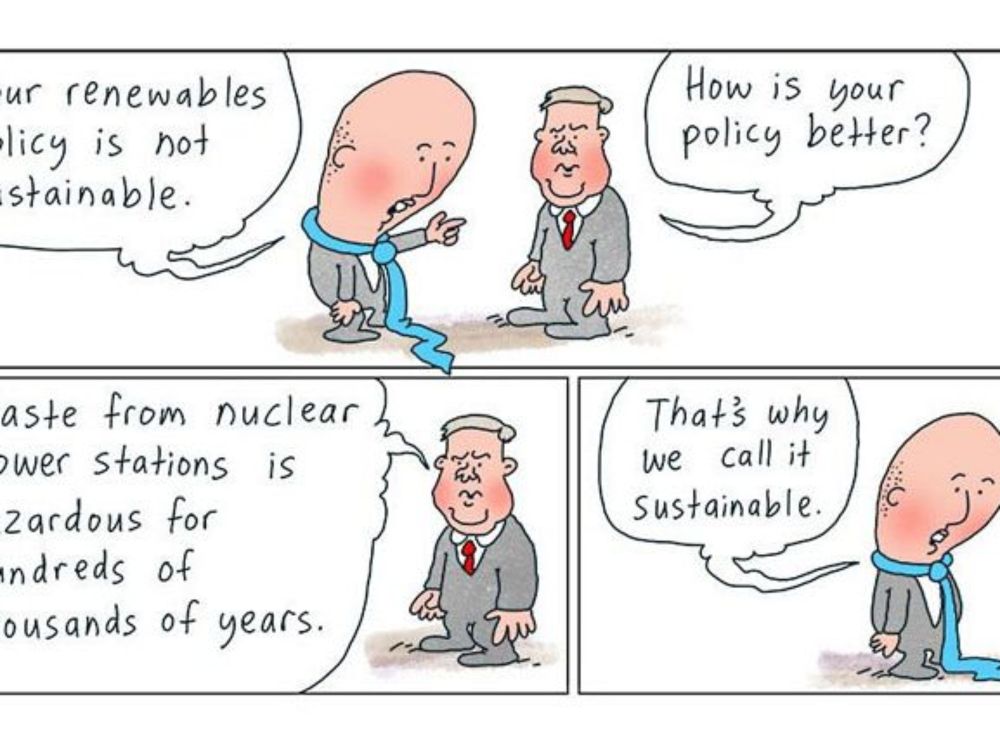 ur renewables
licy is not
stainable.
How is your
policy better?
aste from nuclear
ower stations is
zardous for
ndreds of
ousands of years.
That's why
we call it
sustainable.